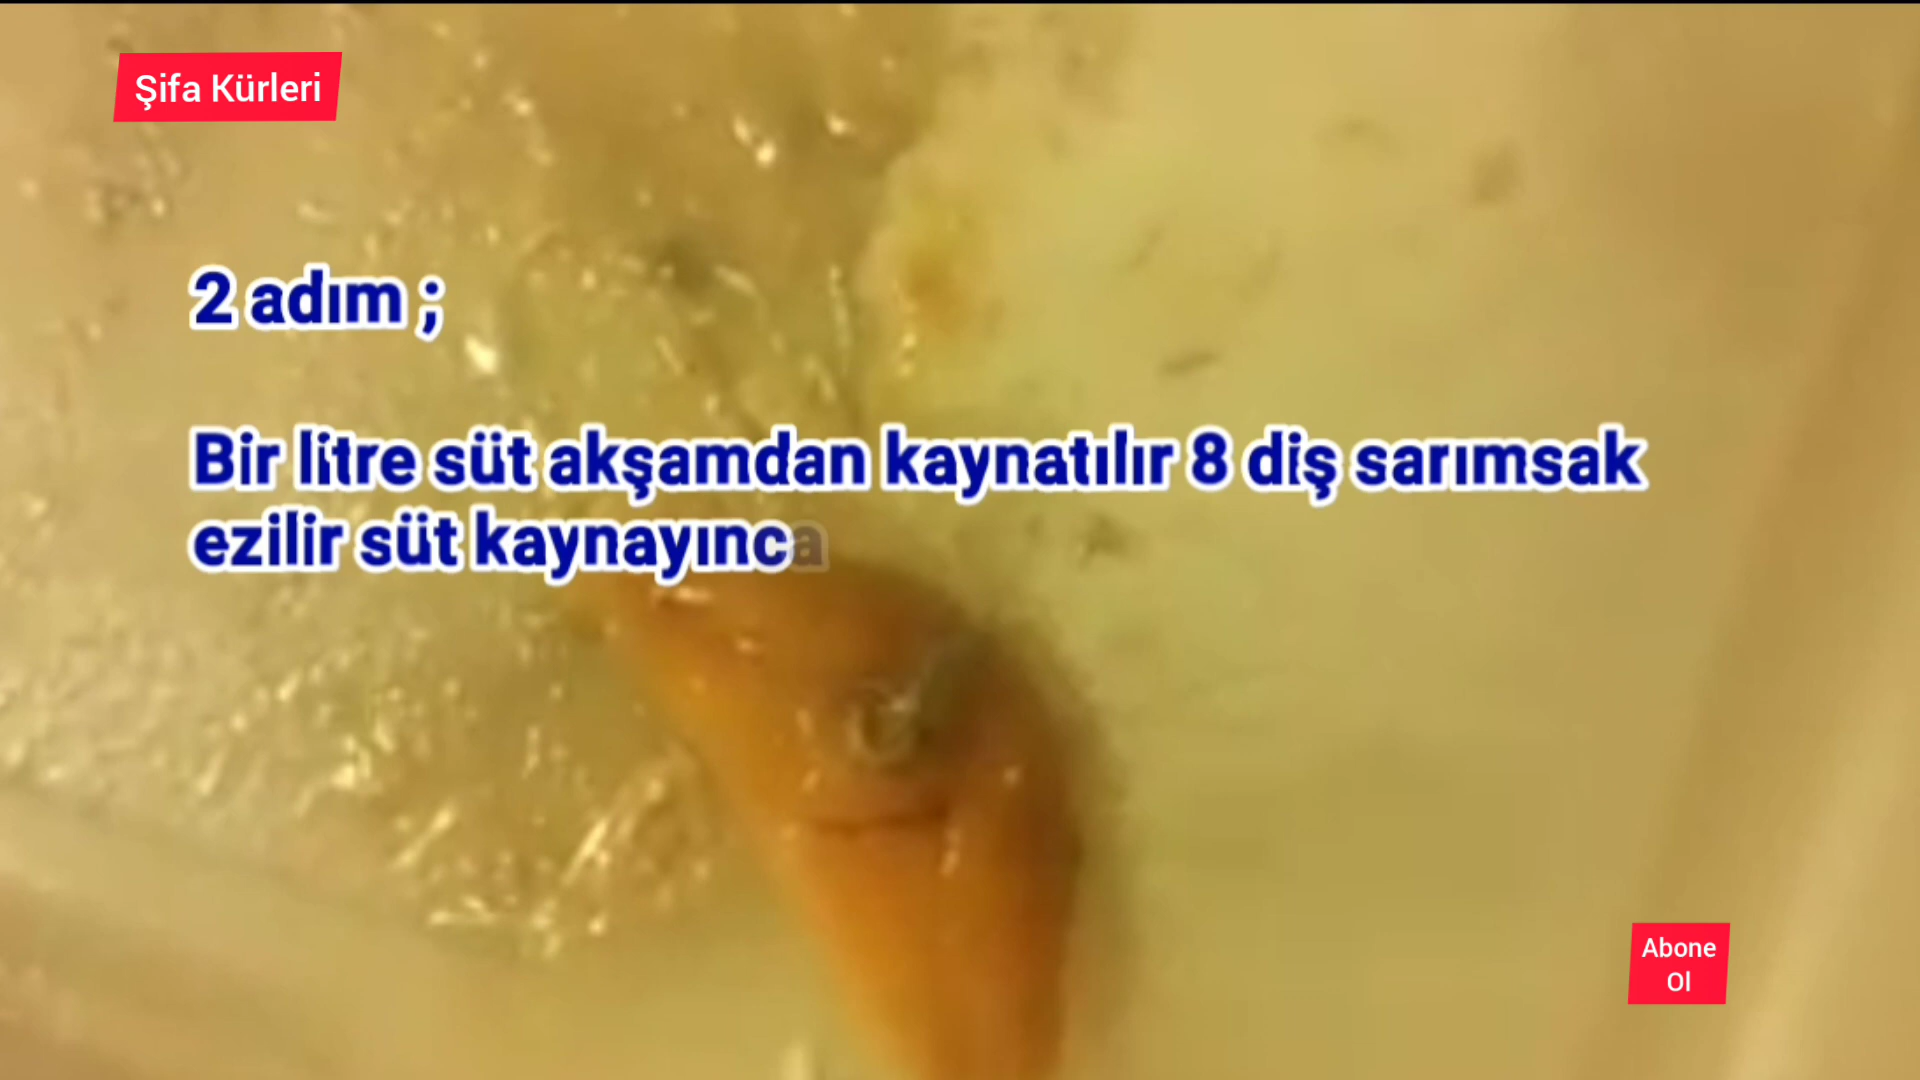 Şifa Kürleri
2 adım ;
Bir litre süt akşamdan kaynatılır 8 diş sarımsak
ezilir süt kaynayınca
Abone
Ol